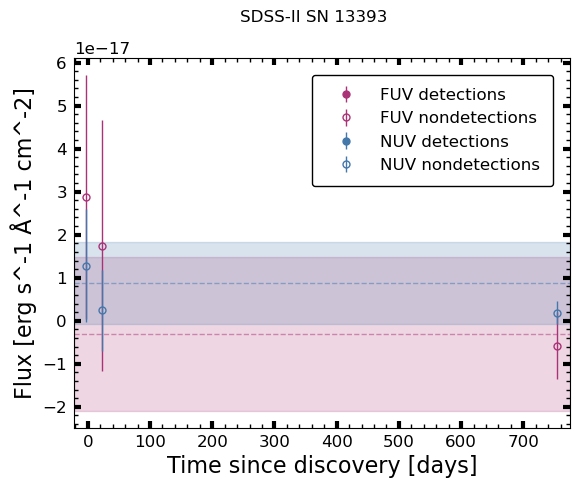 SDSS-II SN 13393
1e−17
6
5
4
3
2
1
0
−1
−2
Flux [erg s^-1 Å^-1 cm^-2]
FUV detections
FUV nondetections
NUV detections
NUV nondetections
0 100 200 300 400 500 600 700
Time since discovery [days]